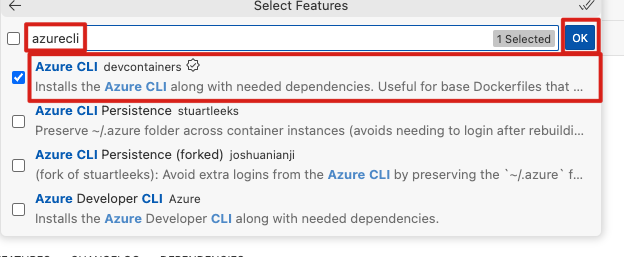 Select Features
azurecli
1 Selected
OK
Azure CLI devcontainers
Installs the Azure CLI along with needed dependencies. Useful for base Dockerfiles that ...
Azure CLI Persistence stuartleeks
Preserve ~/.azure folder across container instances (avoids needing to login after rebuildi...
Azure CLI Persistence (forked) joshuanianji
(fork of stuartleeks): Avoid extra logins from the Azure CLI by preserving the `~/.azure` f...
Azure Developer CLI Azure
Installs the Azure Developer CLI along with needed dependencies.
FEATURES CHANGELOG DEPENDENCIES